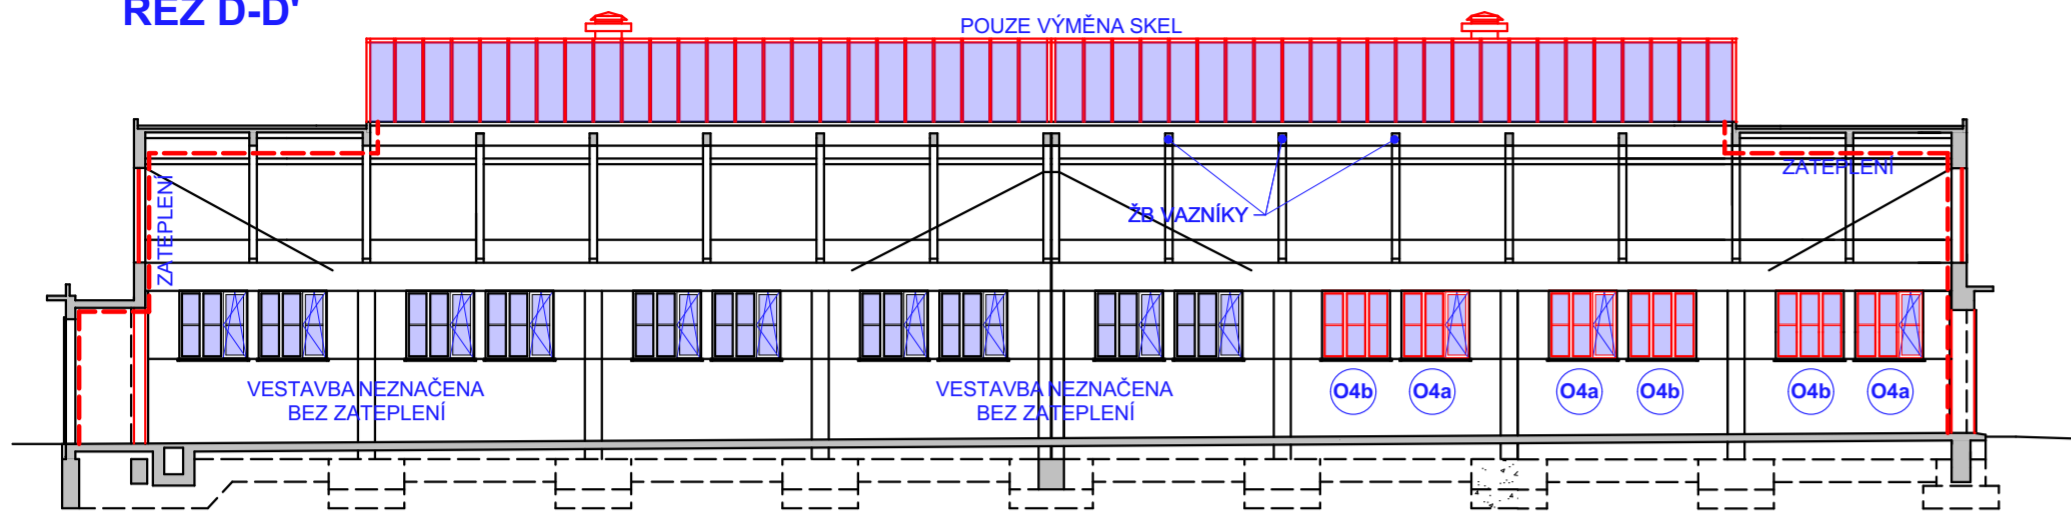 ŘEZ D-D'
POUZE VÝMĚNA SKEL
ZATEPLENÍ
ZATEPLENÍ
ŽB VAZNÍKY
VESTAVBA NEZNAČENA
BEZ ZATEPLENÍ
VESTAVBA NEZNAČENA
BEZ ZATEPLENÍ
O4b
O4a
O4a
O4b
O4b
O4a